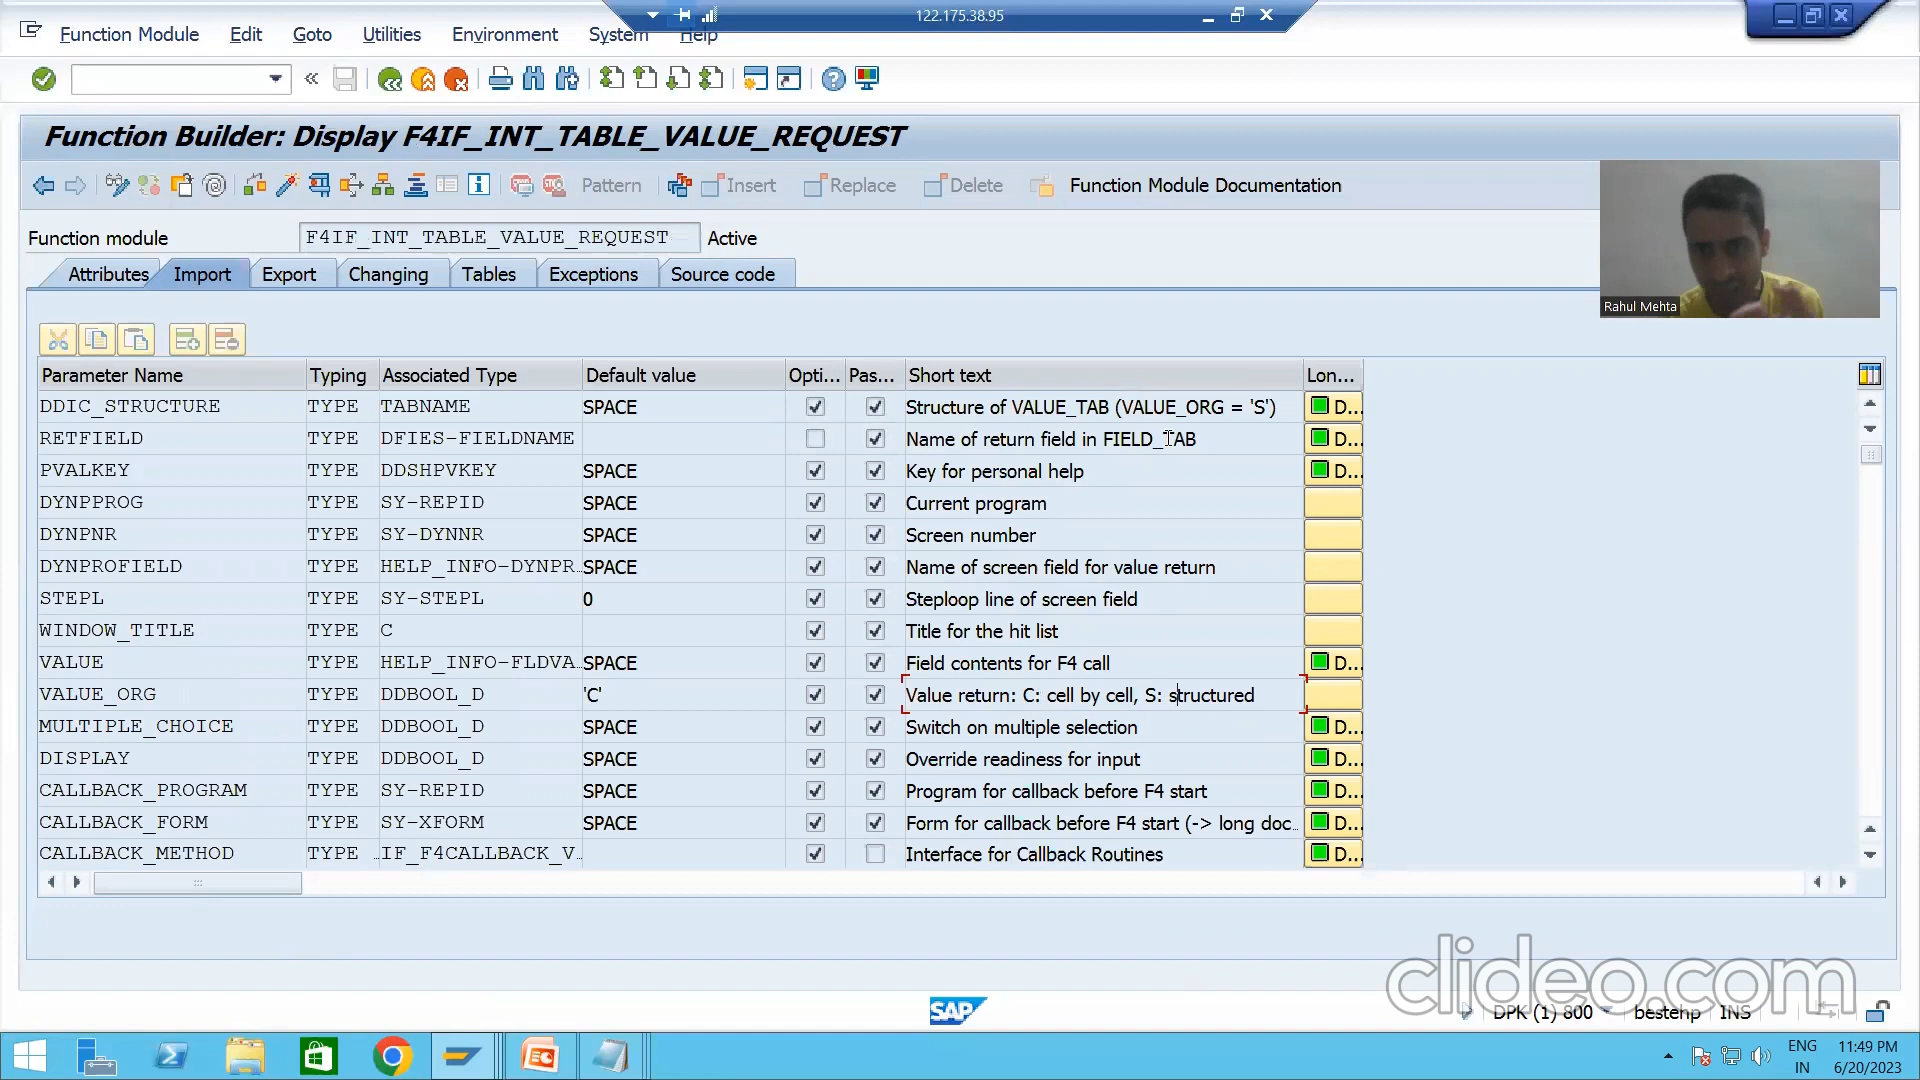 122.175.38.95
Function Module Edit Goto Utilities Environment System Help
Function Builder: Display F4IF_INT_TABLE_VALUE_REQUEST
Pattern Insert Replace Delete Function Module Documentation
Function module F4IF_INT_TABLE_VALUE_REQUEST Active
Attributes Import Export Changing Tables Exceptions Source code
Rahul Mehta
Parameter Name Typing Associated Type Default value Opti... Pas... Short text Lon...
DDIC_STRUCTURE TYPE TABNAME SPACE Structure of VALUE_TAB (VALUE_ORG = 'S') D...
RETFIELD TYPE DFIES-FIELDNAME Name of return field in FIELD_TAB D...
PVALKEY TYPE DDSHPVKEY SPACE Key for personal help D...
DYNPPROG TYPE SY-REPID SPACE Current program
DYNPNR TYPE SY-DYNNR SPACE Screen number
DYNPROFIELD TYPE HELP_INFO-DYNPR... SPACE Name of screen field for value return
STEPL TYPE SY-STEPL 0 Steploop line of screen field
WINDOW_TITLE TYPE C Title for the hit list
VALUE TYPE HELP_INFO-FLDVA... SPACE Field contents for F4 call D...
VALUE_ORG TYPE DDBOOL_D 'C' Value return: C: cell by cell, S: structured
MULTIPLE_CHOICE TYPE DDBOOL_D SPACE Switch on multiple selection D...
DISPLAY TYPE DDBOOL_D SPACE Override readiness for input D...
CALLBACK_PROGRAM TYPE SY-REPID SPACE Program for callback before F4 start D...
CALLBACK_FORM TYPE SY-XFORM SPACE Form for callback before F4 start (-> long doc... D...
CALLBACK_METHOD TYPE ... IF_F4CALLBACK_V... Interface for Callback Routines D...
clideo.com
SAP
DPK (1) 800 bestehp INS
ENG 11:49 PM
IN 6/20/2023